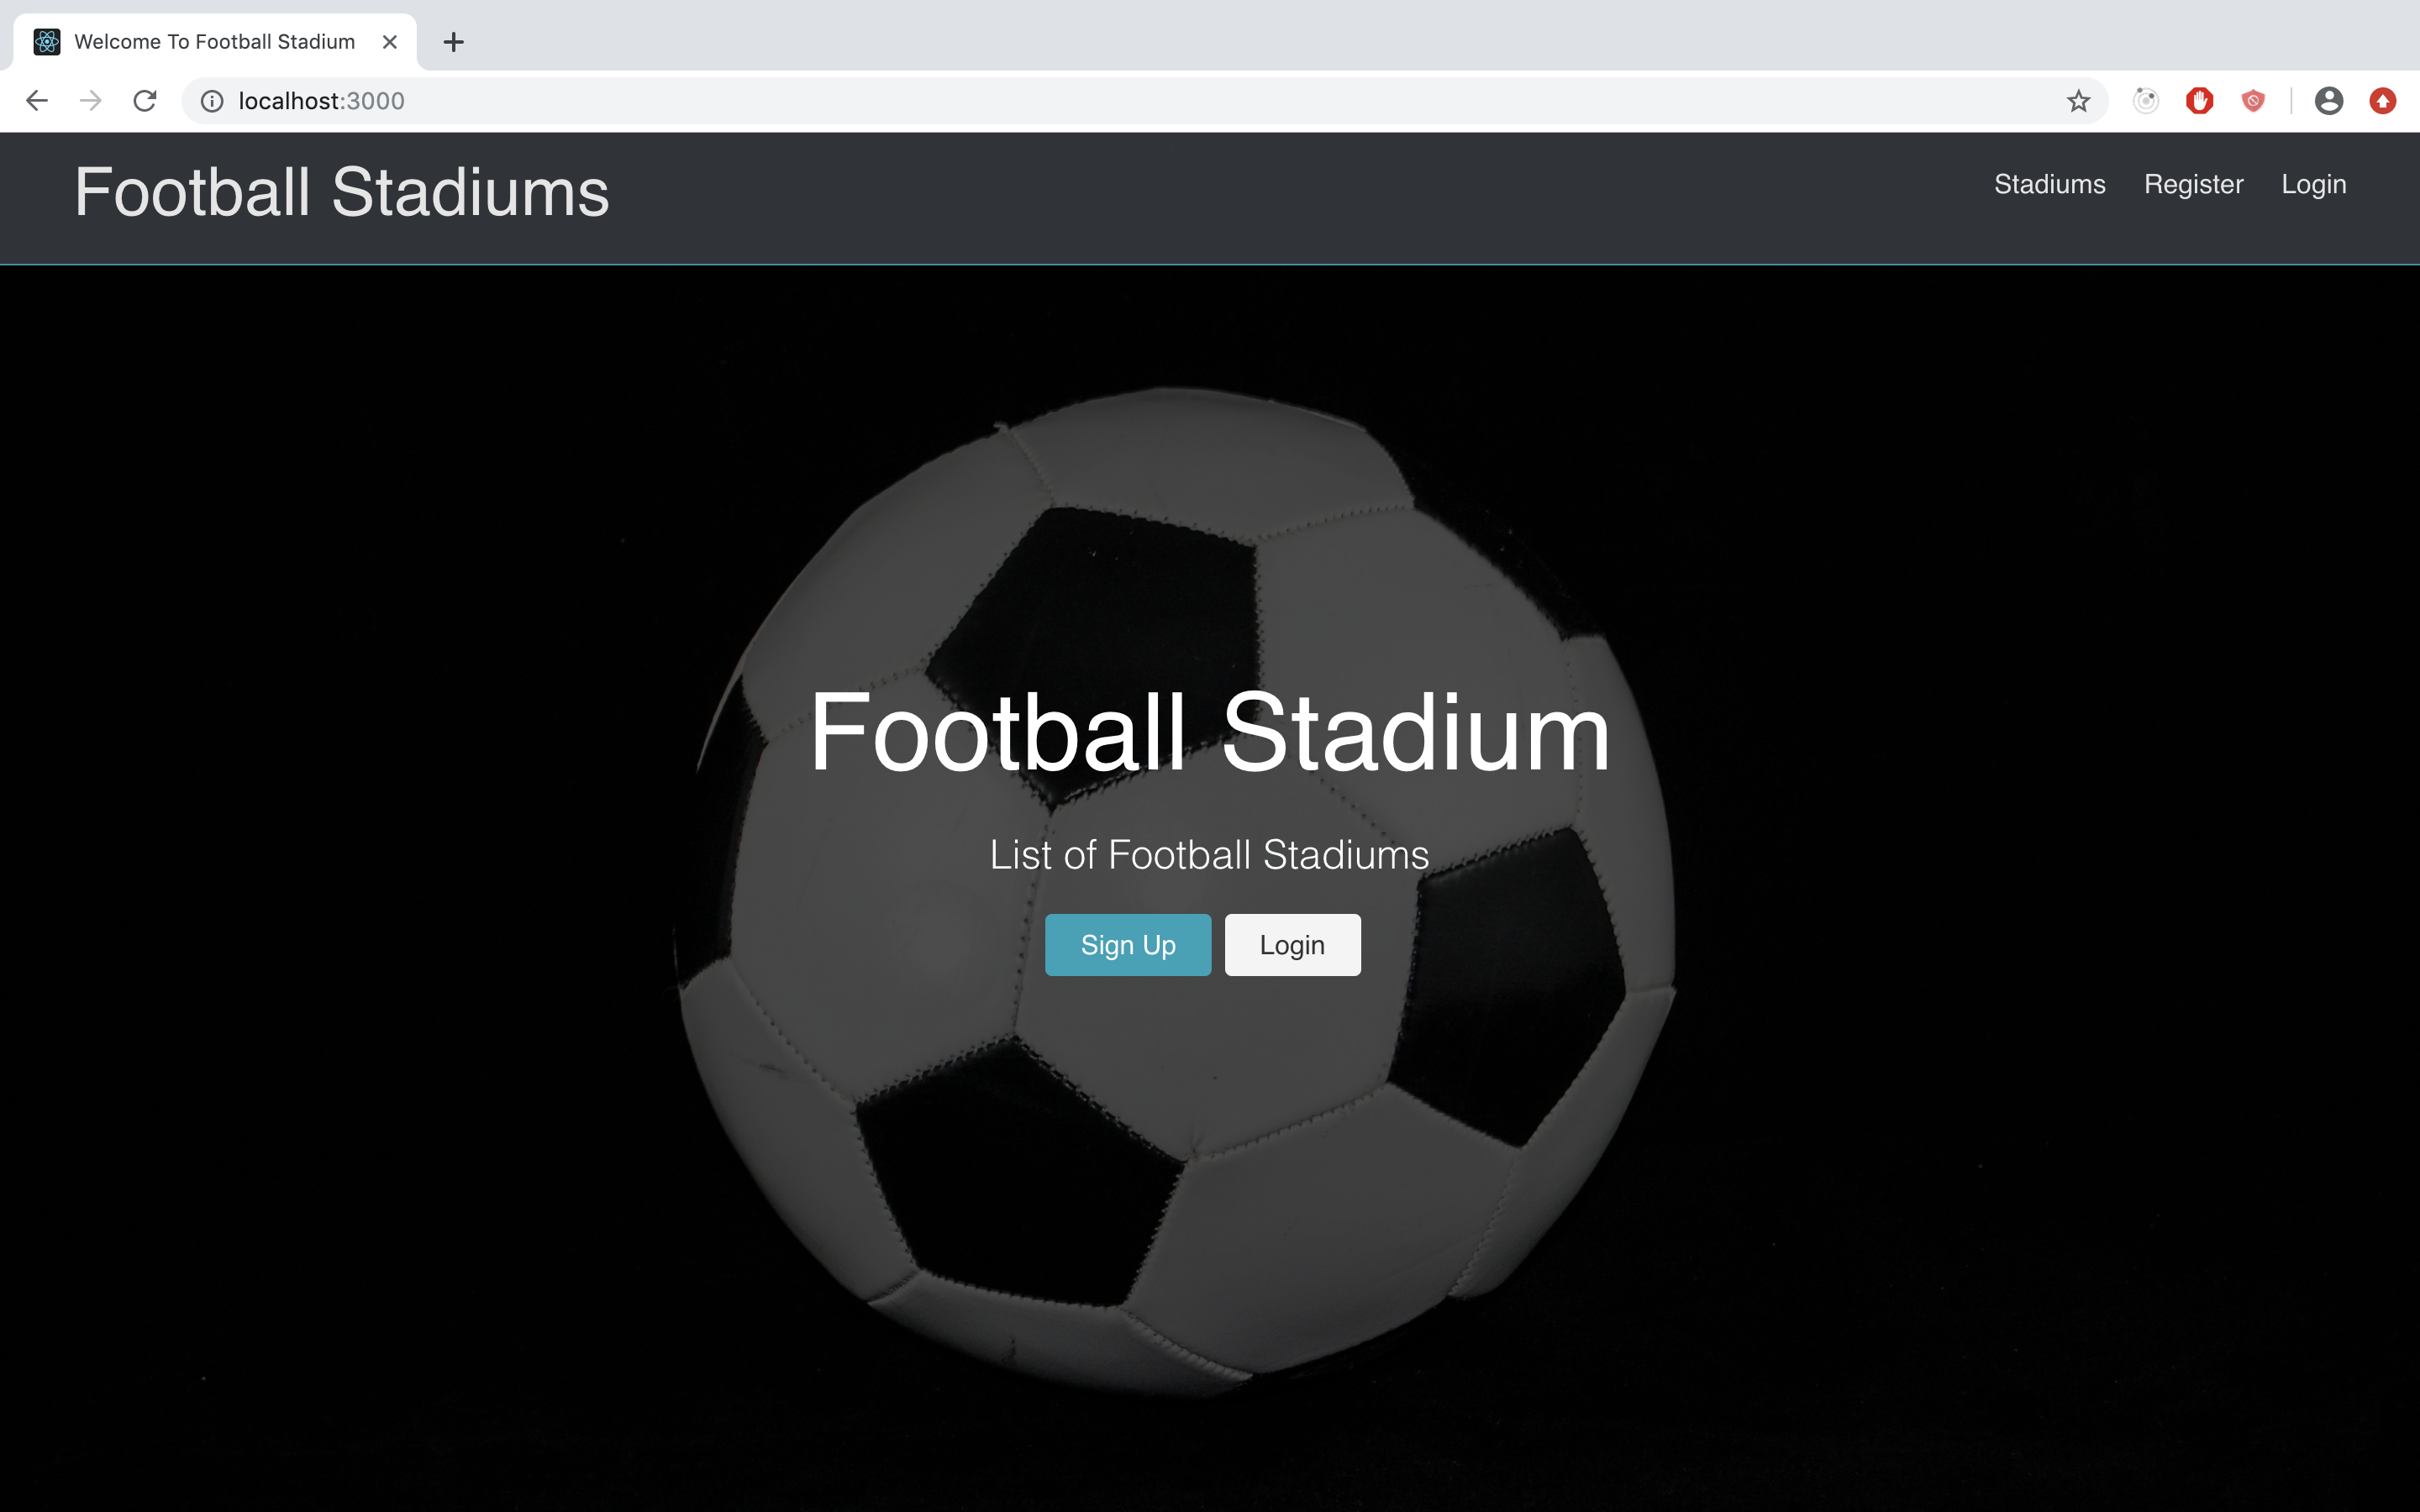 Welcome To Football Stadium
localhost:3000
Football Stadiums
Stadiums Register Login
Football Stadium
List of Football Stadiums
Sign Up Login